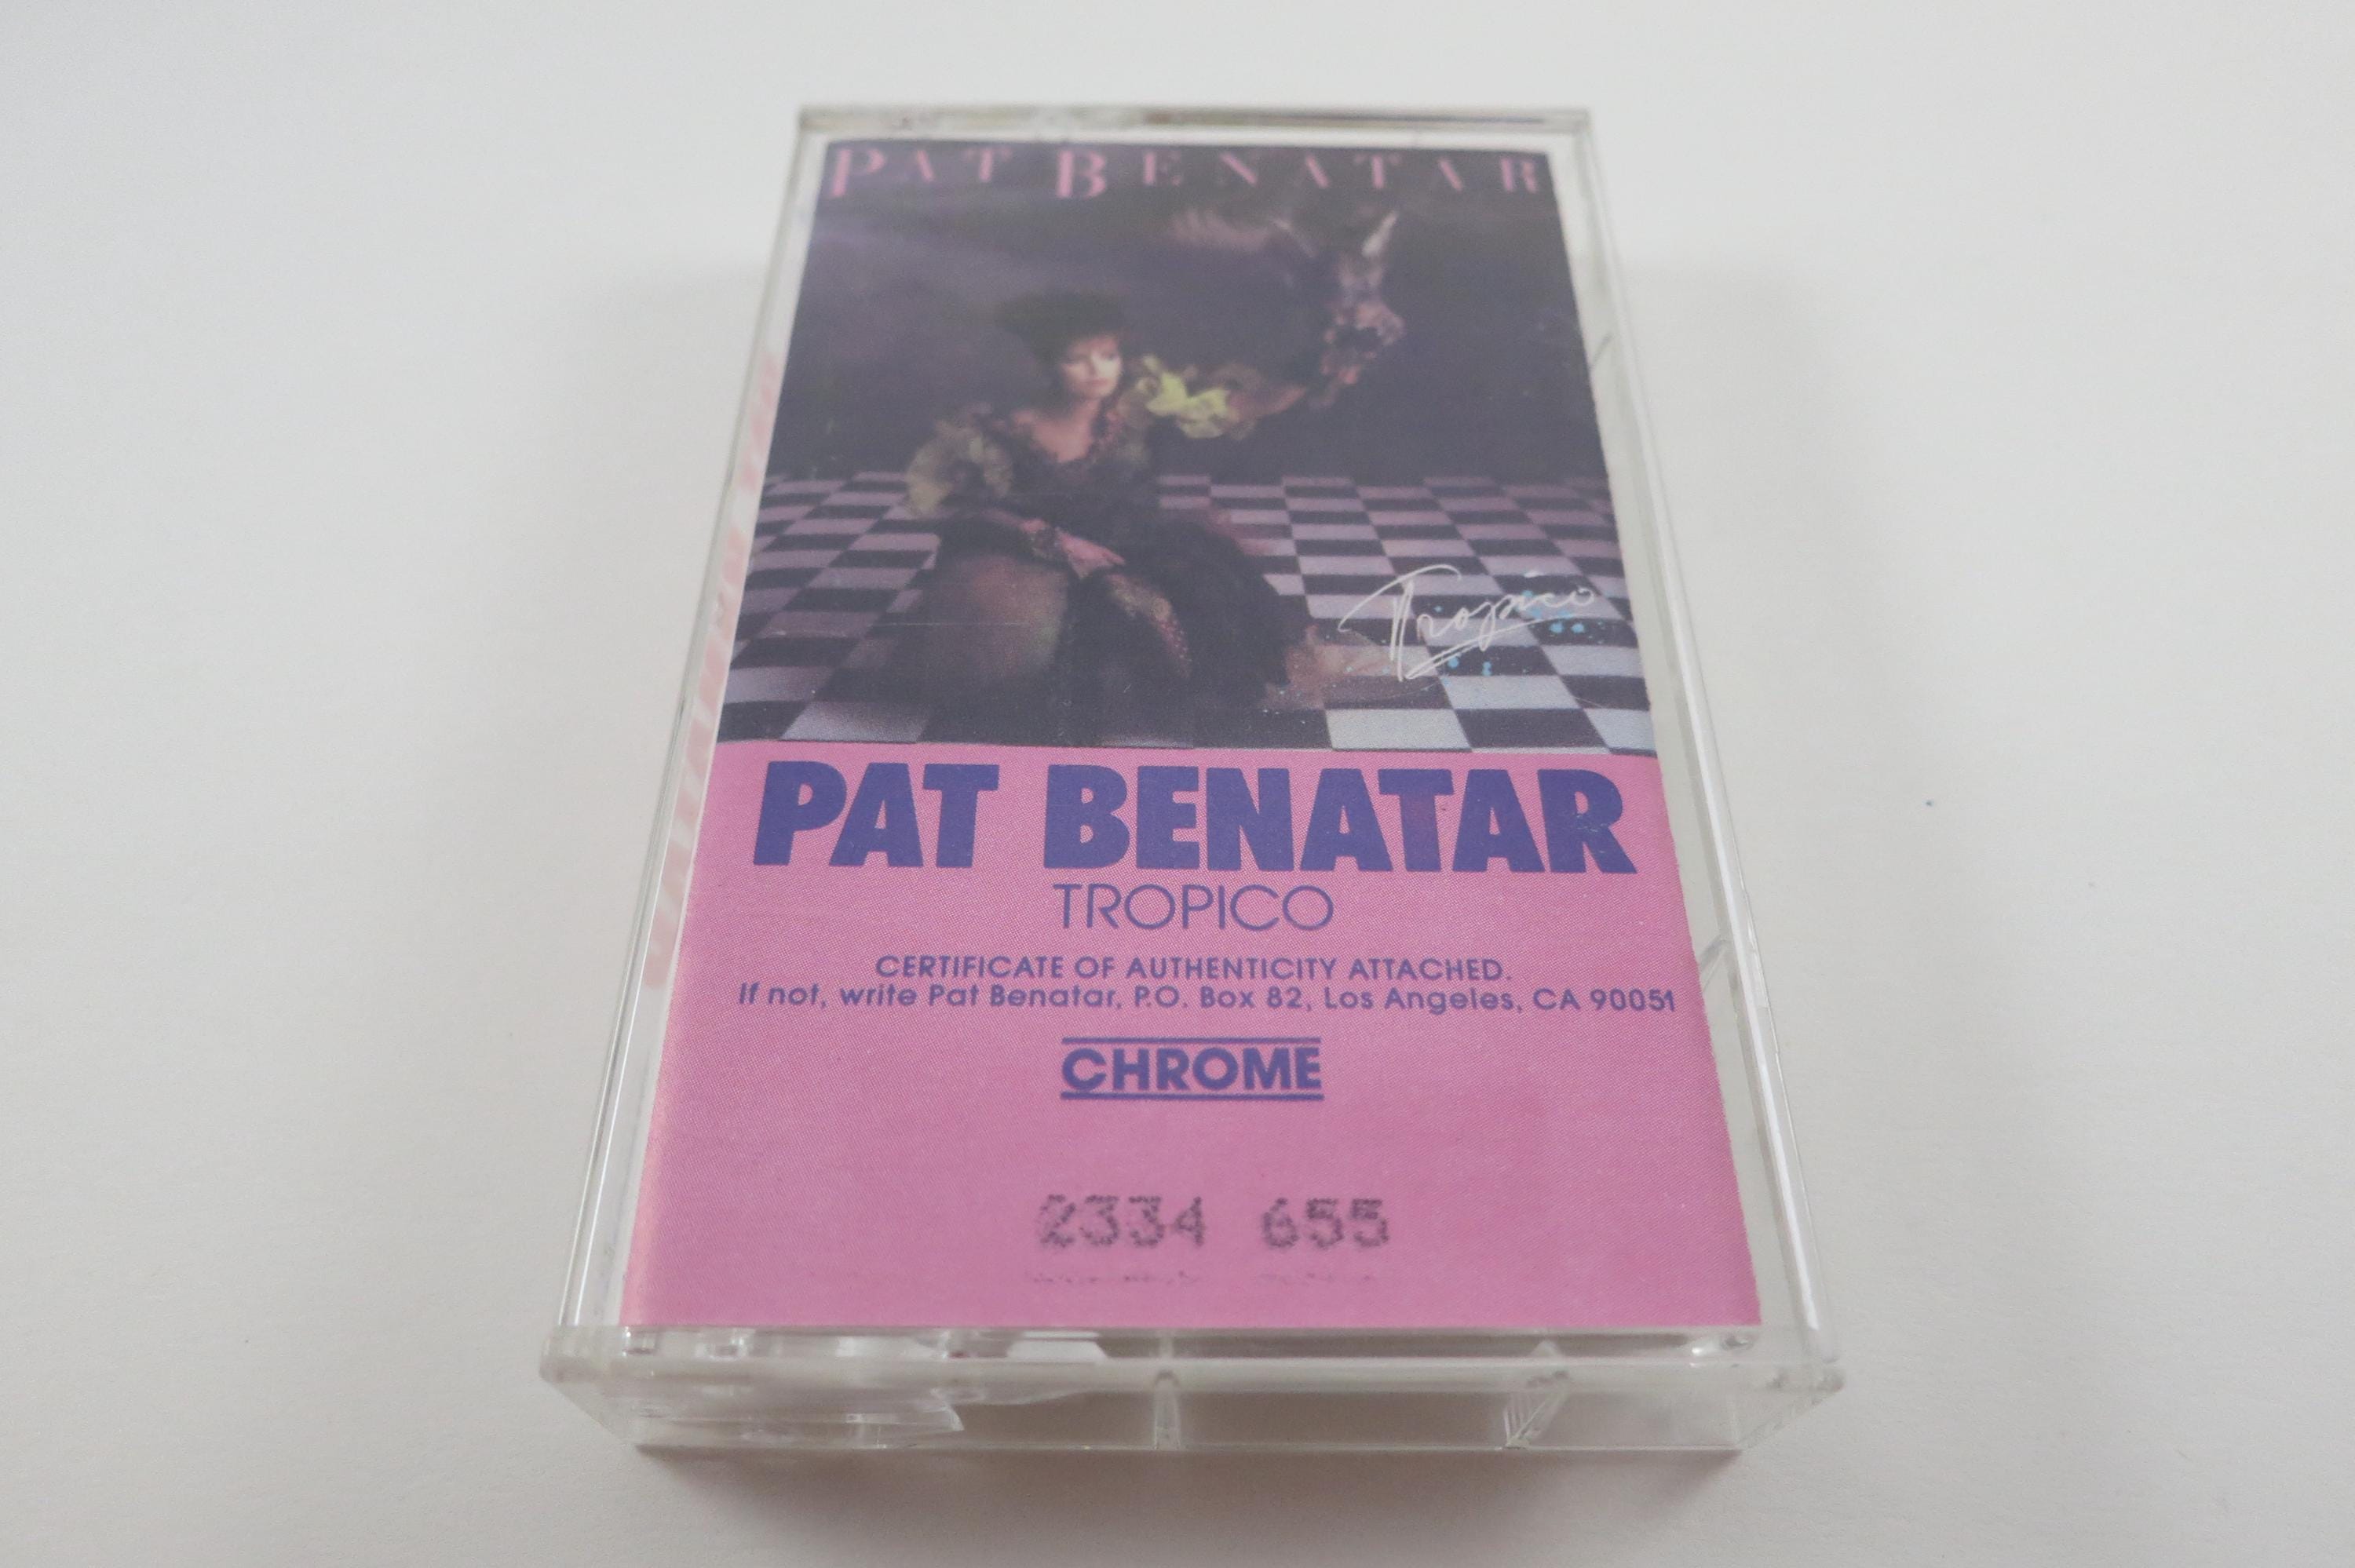 PAT BENATAR
Tropico
PAT BENATAR
TROPICO
CERTIFICATE OF AUTHENTICITY ATTACHED.
If not, write Pat Benatar, P.O. Box 82, Los Angeles, CA 90051
CHROME
2334 655